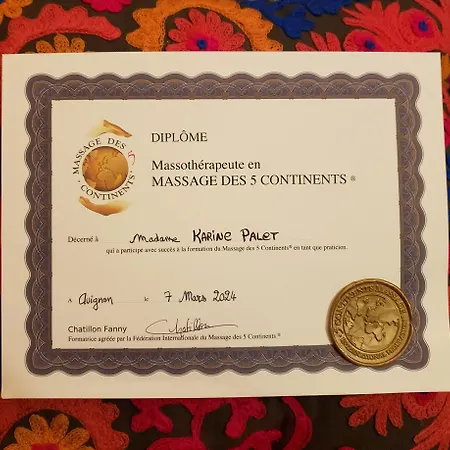 MASSAGE DES 5
CONTINENTS
DIPLÔME
Massothérapeute en
MASSAGE DES 5 CONTINENTS ®
Décerné à Madame KARINE PALET
qui a participé avec succès à la formation du Massage des 5 Continents® en tant que praticien.
A Avignon le 7 Mars 2024
Chatillon Fanny Chatillon
Formatrice agréée par la Fédération Internationale du Massage des 5 Continents ®